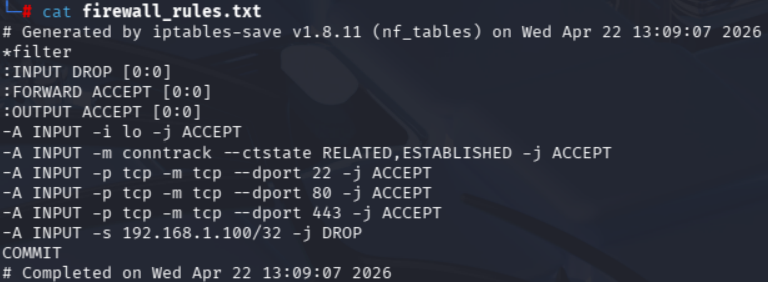 └─# cat firewall_rules.txt
# Generated by iptables-save v1.8.11 (nf_tables) on Wed Apr 22 13:09:07 2026
*filter
:INPUT DROP [0:0]
:FORWARD ACCEPT [0:0]
:OUTPUT ACCEPT [0:0]
-A INPUT -i lo -j ACCEPT
-A INPUT -m conntrack --ctstate RELATED,ESTABLISHED -j ACCEPT
-A INPUT -p tcp -m tcp --dport 22 -j ACCEPT
-A INPUT -p tcp -m tcp --dport 80 -j ACCEPT
-A INPUT -p tcp -m tcp --dport 443 -j ACCEPT
-A INPUT -s 192.168.1.100/32 -j DROP
COMMIT
# Completed on Wed Apr 22 13:09:07 2026